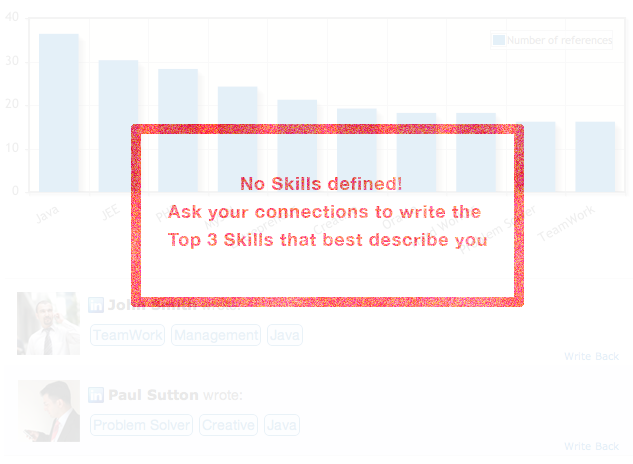 40
Number of references
30
20
10
0
No Skills defined!
Ask your connections to write the
Top 3 Skills that best describe you
Java
JEE
TeamWork
John Smith
TeamWork Management Java
Write Back
Paul Sutton wrote:
Problem Solver Creative Java
Write Back